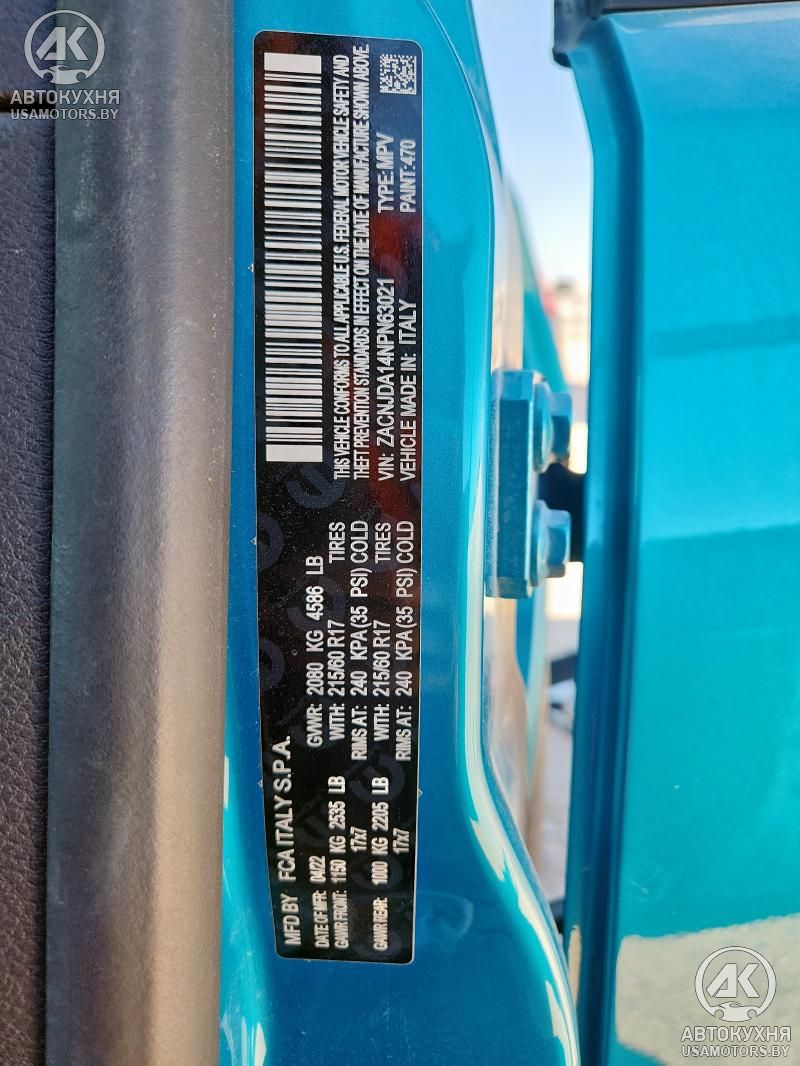 AK
АВТОКУХНЯ
USAMOTORS.BY
MFD BY FCA ITALY S.P.A.
DATE OF MFR: 04/22 GVWR: 2080 KG 4586 LB
GAWR FRONT: 1150 KG 2535 LB WITH: 215/60 R17 TIRES
17x7 RIMS AT: 240 KPA (35 PSI) COLD
GAWR REAR: 1000 KG 2205 LB WITH: 215/60 R17 TIRES
17x7 RIMS AT: 240 KPA (35 PSI) COLD
THIS VEHICLE CONFORMS TO ALL APPLICABLE U.S. FEDERAL MOTOR VEHICLE SAFETY AND
THEFT PREVENTION STANDARDS IN EFFECT ON THE DATE OF MANUFACTURE SHOWN ABOVE.
VIN: ZACNJDA14NPN63021 TYPE: MPV
VEHICLE MADE IN: ITALY PAINT: 470
AK
АВТОКУХНЯ
USAMOTORS.BY